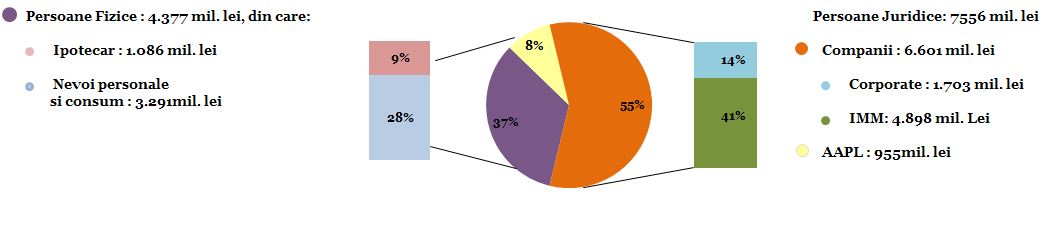 Persoane Fizice : 4.377 mil. lei, din care:
Ipotecar : 1.086 mil. lei
Nevoi personale
si consum : 3.291mil. lei
9%
28%
8%
37%
55%
14%
41%
Persoane Juridice: 7556 mil. lei
Companii : 6.601 mil. lei
Corporate : 1.703 mil. lei
IMM: 4.898 mil. Lei
AAPL : 955mil. lei